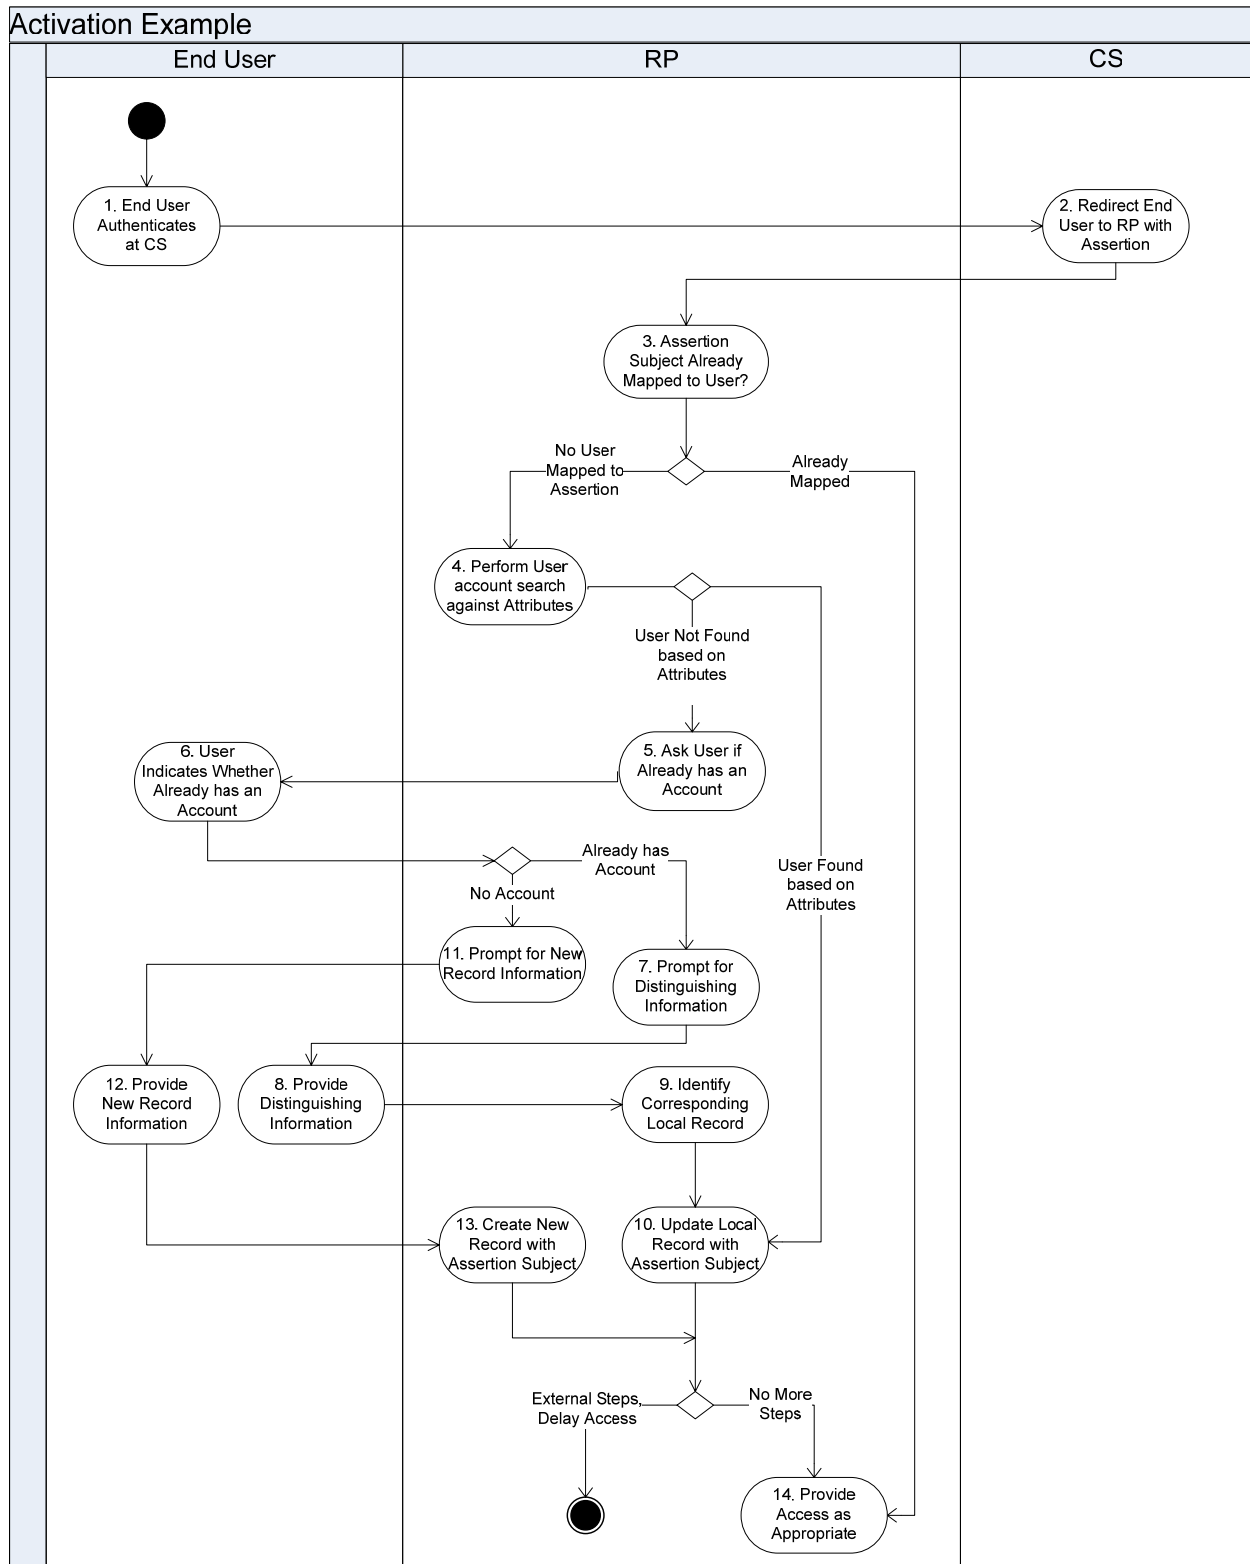 Activation Example
End User
RP
CS
1. End User
Authenticates
at CS
2. Redirect End
User to RP with
Assertion
3. Assertion
Subject Already
Mapped to User?
No User
Mapped to
Assertion
Already
Mapped
4. Perform User
account search
against Attributes
User Not Found
based on
Attributes
6. User
Indicates Whether
Already has an
Account
5. Ask User if
Already has an
Account
Already has
Account
No Account
User Found
based on
Attributes
11. Prompt for New
Record Information
7. Prompt for
Distinguishing
Information
12. Provide
New Record
Information
8. Provide
Distinguishing
Information
9. Identify
Corresponding
Local Record
13. Create New
Record with
Assertion Subject
10. Update Local
Record with
Assertion Subject
External Steps,
Delay Access
No More
Steps
14. Provide
Access as
Appropriate